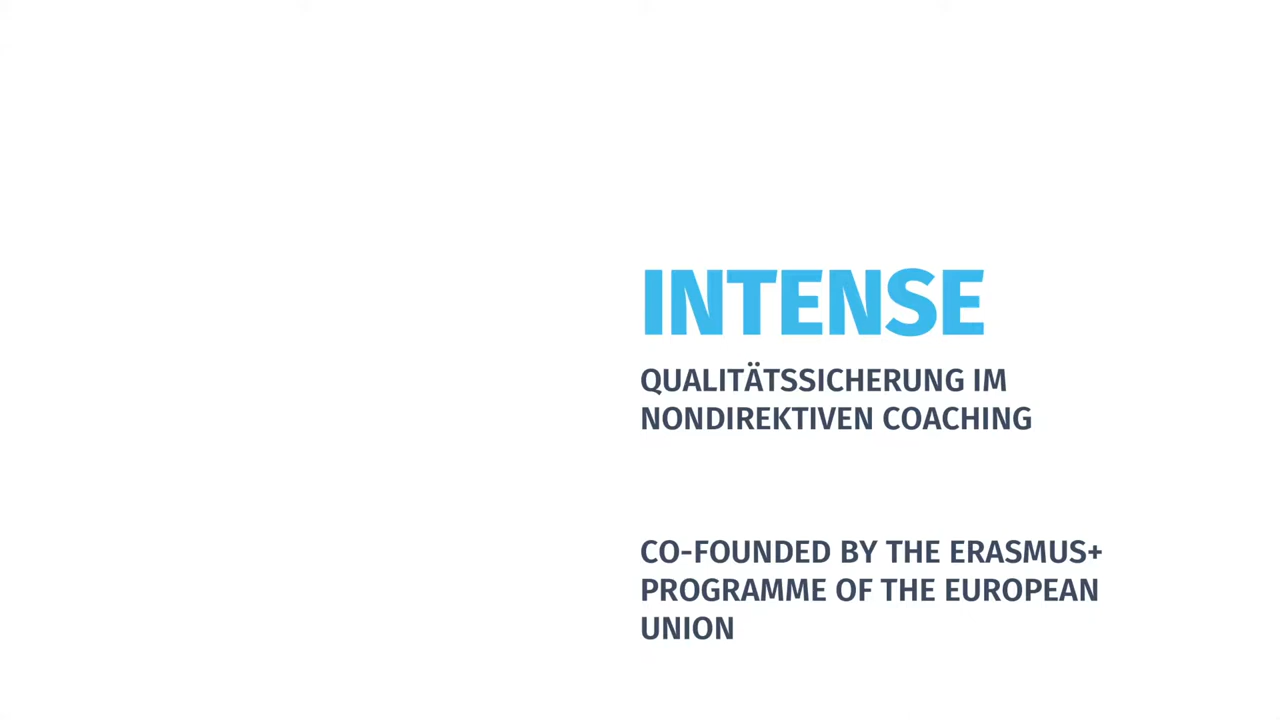 INTENSE
QUALITÄTSSICHERUNG IM
NONDIREKTIVEN COACHING
CO-FOUNDED BY THE ERASMUS+
PROGRAMME OF THE EUROPEAN
UNION